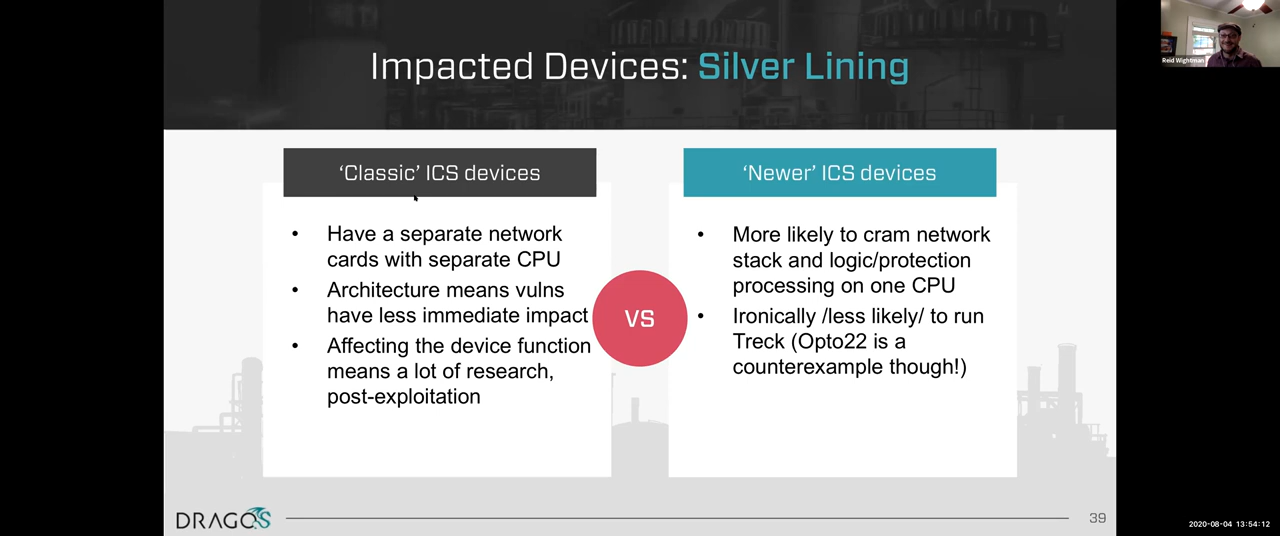 Impacted Devices: Silver Lining
Reid Wightman
‘Classic’ ICS devices
• Have a separate network
cards with separate CPU
• Architecture means vulns
have less immediate impact
• Affecting the device function
means a lot of research,
post-exploitation
VS
‘Newer’ ICS devices
• More likely to cram network
stack and logic/protection
processing on one CPU
• Ironically /less likely/ to run
Treck (Opto22 is a
counterexample though!)
DRAGOS
39
2020-08-04 13:54:12